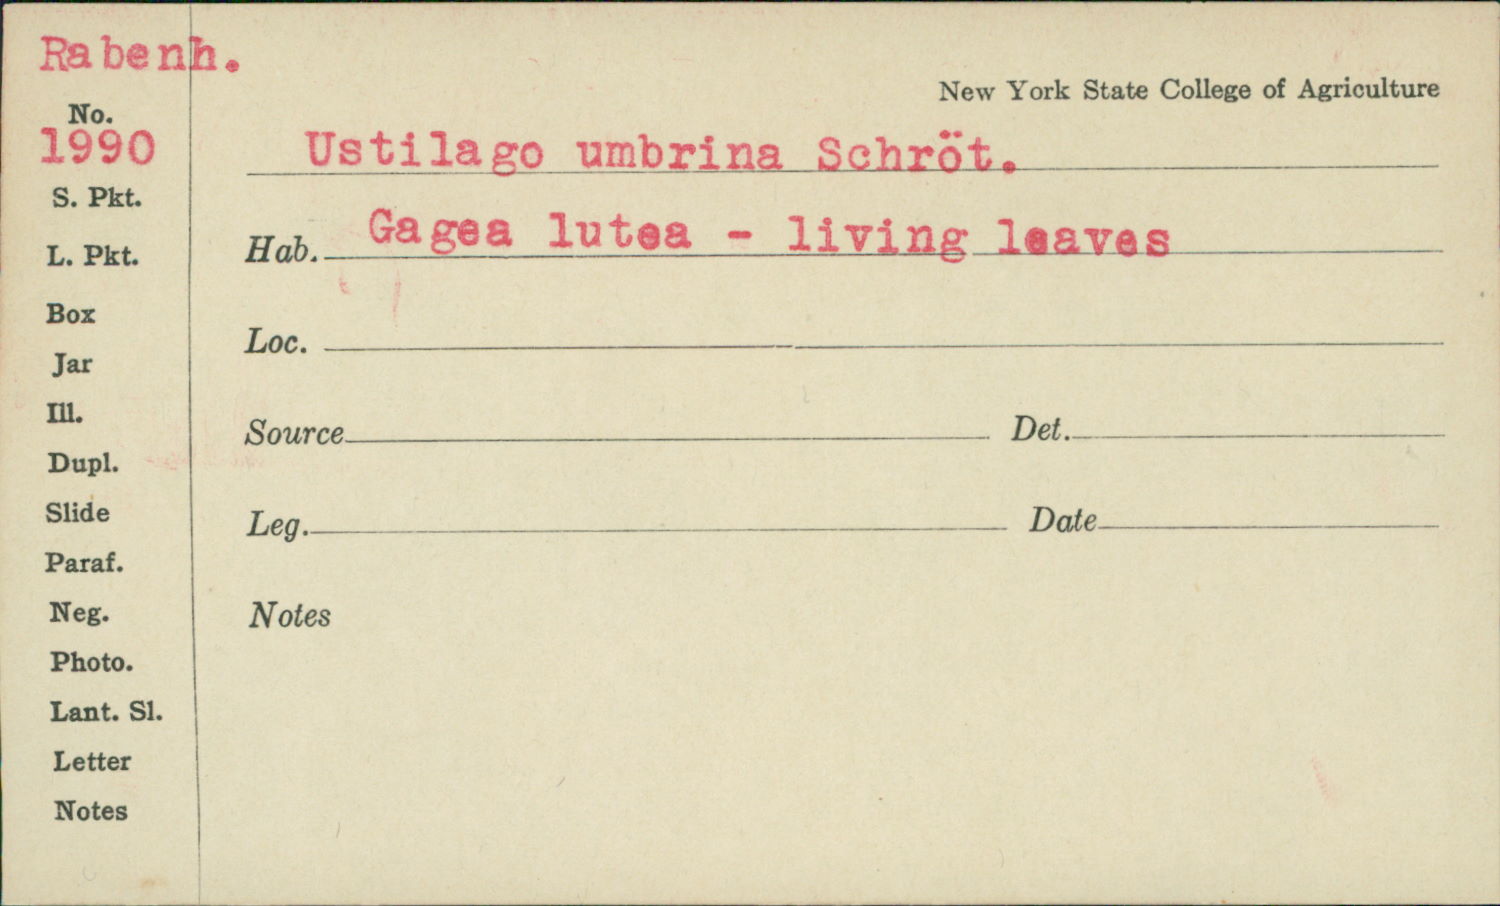 Rabenh.
New York State College of Agriculture
No.
1990
Ustilago umbrina Schröt.
S. Pkt.
Hab. Gagea lutea - living leaves
L. Pkt.
Box
Loc.
Jar
Ill.
Source Det.
Dupl.
Slide
Leg. Date
Paraf.
Neg.
Notes
Photo.
Lant. Sl.
Letter
Notes